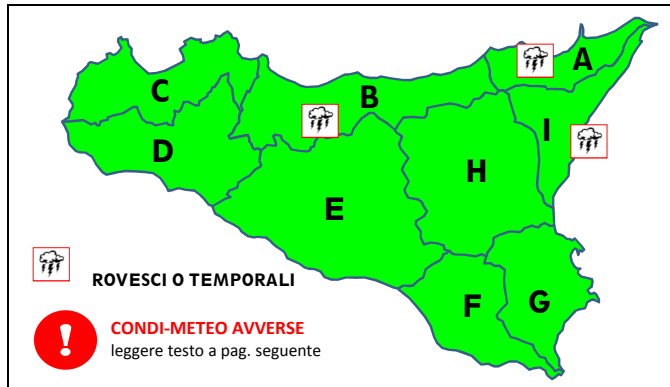 A
C
B
I
D
H
E
ROVESCI O TEMPORALI
F
G
!
CONDI-METEO AVVERSE
leggere testo a pag. seguente